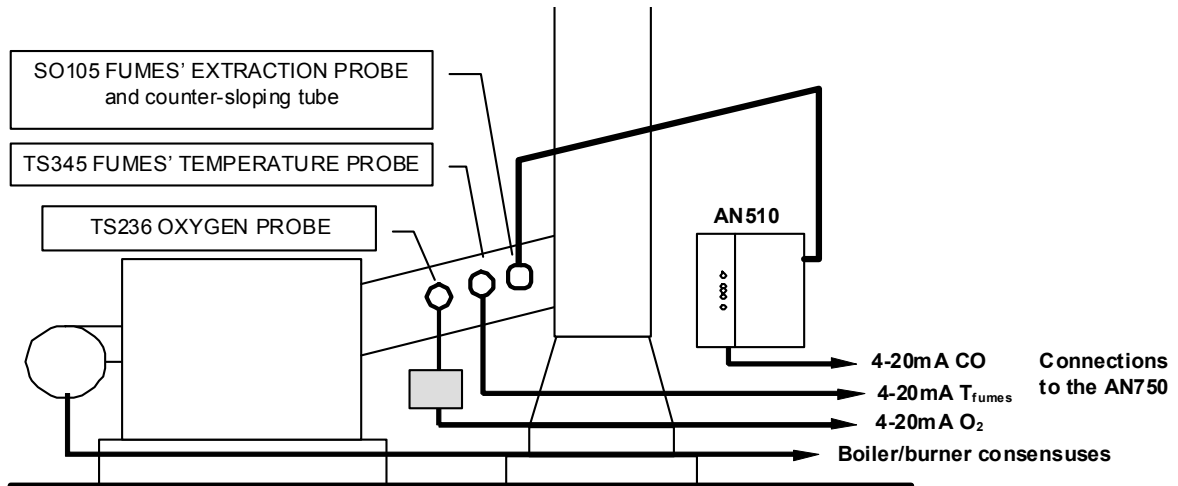 SO105 FUMES’ EXTRACTION PROBE
and counter-sloping tube
TS345 FUMES’ TEMPERATURE PROBE
TS236 OXYGEN PROBE
AN510
4-20mA CO
Connections
to the AN750
4-20mA Tfumes
4-20mA O2
Boiler/burner consensuses